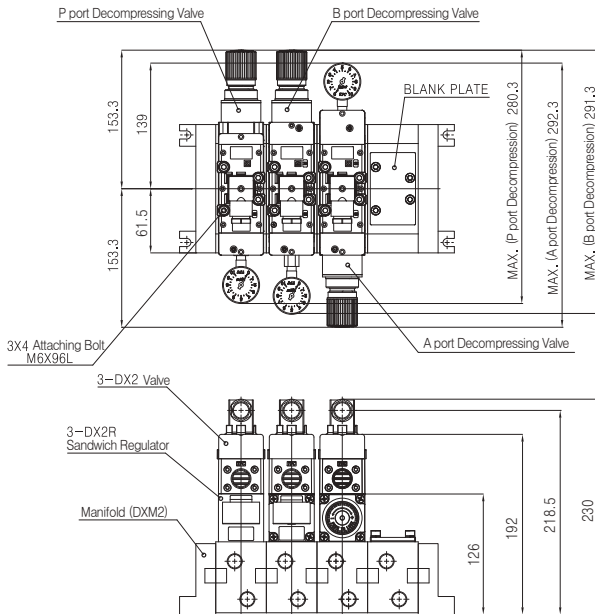 P port Decompressing Valve
B port Decompressing Valve
BLANK PLATE
153.3
139
61.5
153.3
MAX. (P port Decompression) 280.3
MAX. (A port Decompression) 292.3
MAX. (B port Decompression) 291.3
3X4 Attaching Bolt
M6X96L
A port Decompressing Valve
3-DX2 Valve
3-DX2R
Sandwich Regulator
Manifold (DXM2)
126
192
218.5
230